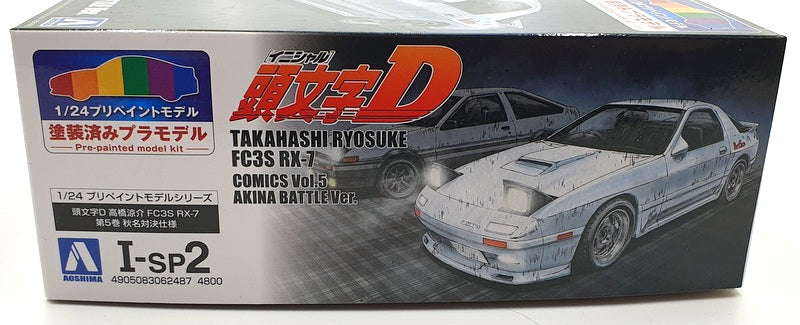 1/24プリペイントモデル
塗装済みプラモデル
Pre-painted model kit
1/24 プリペイントモデルシリーズ
頭文字D 高橋涼介 FC3S RX-7
第5巻 秋名対決仕様
AOSHIMA
I-SP2
4905083062487 4800
[イニシャル]
頭文字D
TAKAHASHI RYOSUKE
FC3S RX-7
COMICS Vol.5
AKINA BATTLE Ver.